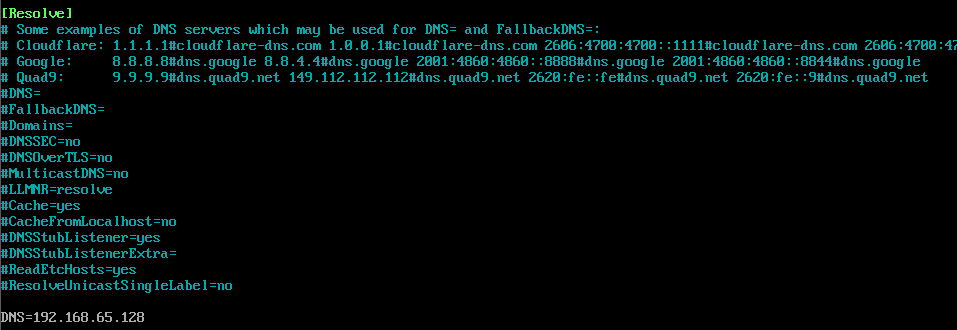 [Resolve]
# Some examples of DNS servers which may be used for DNS= and FallbackDNS=:
# Cloudflare: 1.1.1.1#cloudflare-dns.com 1.0.0.1#cloudflare-dns.com 2606:4700:4700::1111#cloudflare-dns.com 2606:4700:47
# Google:     8.8.8.8#dns.google 8.8.4.4#dns.google 2001:4860:4860::8888#dns.google 2001:4860:4860::8844#dns.google
# Quad9:      9.9.9.9#dns.quad9.net 149.112.112.112#dns.quad9.net 2620:fe::fe#dns.quad9.net 2620:fe::9#dns.quad9.net
#DNS=
#FallbackDNS=
#Domains=
#DNSSEC=no
#DNSOverTLS=no
#MulticastDNS=no
#LLMNR=resolve
#Cache=yes
#CacheFromLocalhost=no
#DNSStubListener=yes
#DNSStubListenerExtra=
#ReadEtcHosts=yes
#ResolveUnicastSingleLabel=no
DNS=192.168.65.128